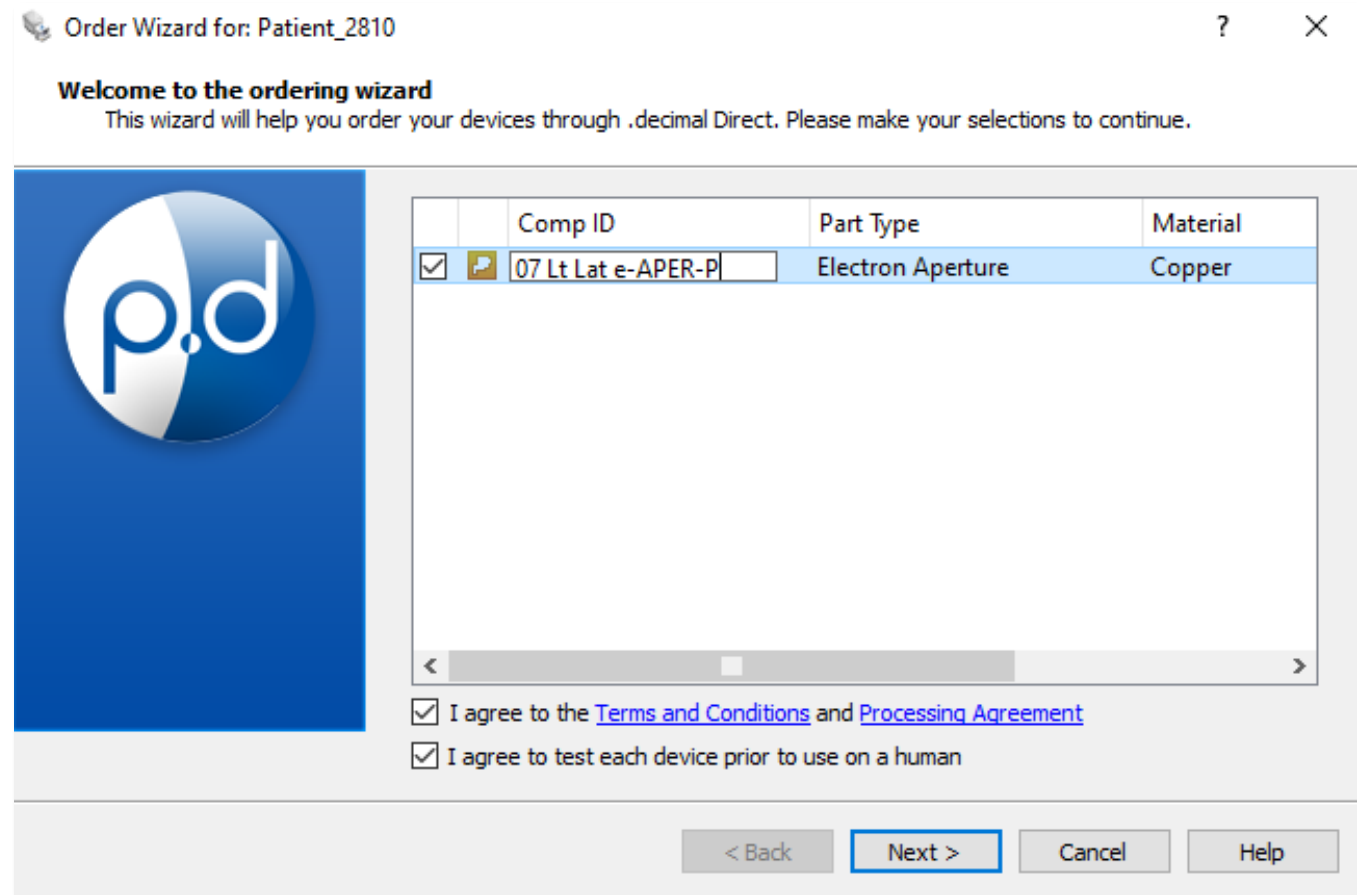 Order Wizard for: Patient_2810
?
Welcome to the ordering wizard
This wizard will help you order your devices through .decimal Direct. Please make your selections to continue.
p.d
Comp ID Part Type Material
07 Lt Lat e-APER-P Electron Aperture Copper
I agree to the Terms and Conditions and Processing Agreement
I agree to test each device prior to use on a human
< Back Next > Cancel Help